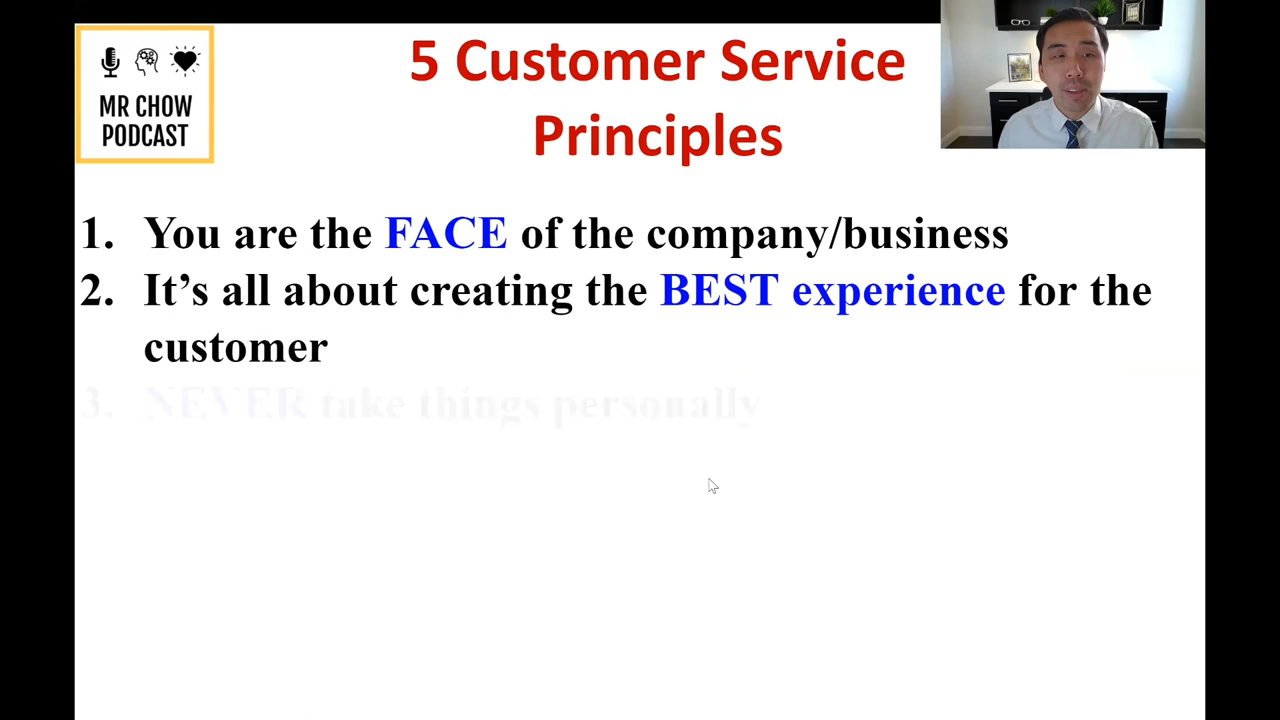 MR CHOW
PODCAST
5 Customer Service
Principles
1. You are the FACE of the company/business
2. It’s all about creating the BEST experience for the
customer
3. NEVER take things personally